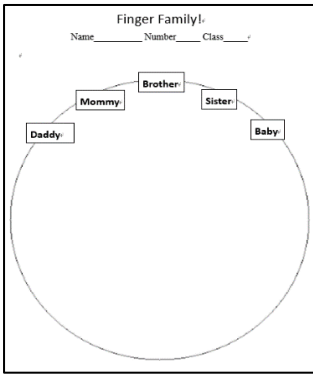 Finger Family!
Name__________ Number_____ Class_____
Brother
Mommy
Sister
Daddy
Baby